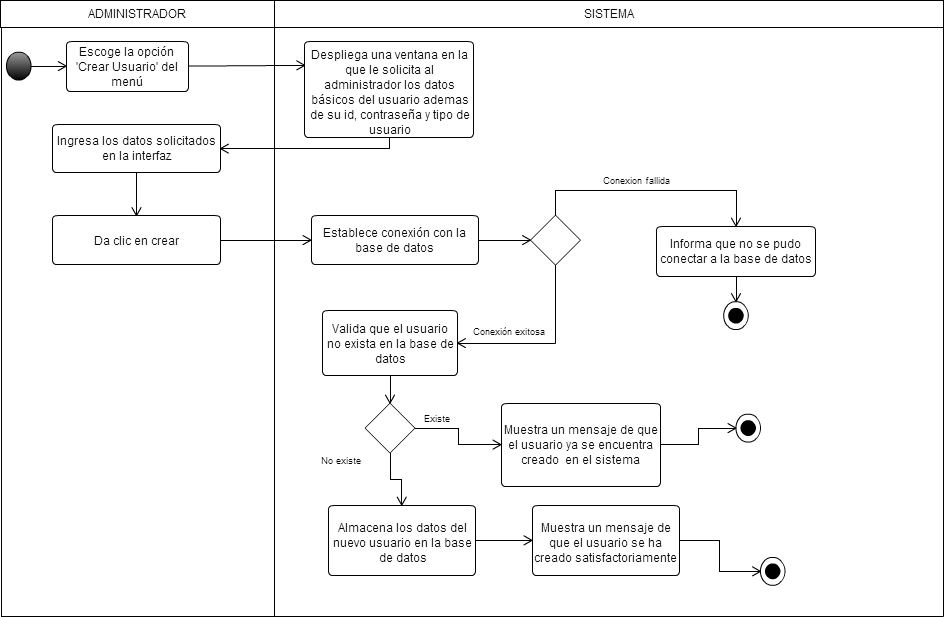 ADMINISTRADOR
SISTEMA
Escoge la opción
'Crear Usuario' del
menú
Despliega una ventana en la
que le solicita al
administrador los datos
básicos del usuario ademas
de su id, contraseña y tipo de
usuario
Ingresa los datos solicitados
en la interfaz
Da clic en crear
Establece conexión con la
base de datos
Conexion fallida
Informa que no se pudo
conectar a la base de datos
Conexión exitosa
Valida que el usuario
no exista en la base de
datos
Existe
Muestra un mensaje de que
el usuario ya se encuentra
creado en el sistema
No existe
Almacena los datos del
nuevo usuario en la base
de datos
Muestra un mensaje de
que el usuario se ha
creado satisfactoriamente